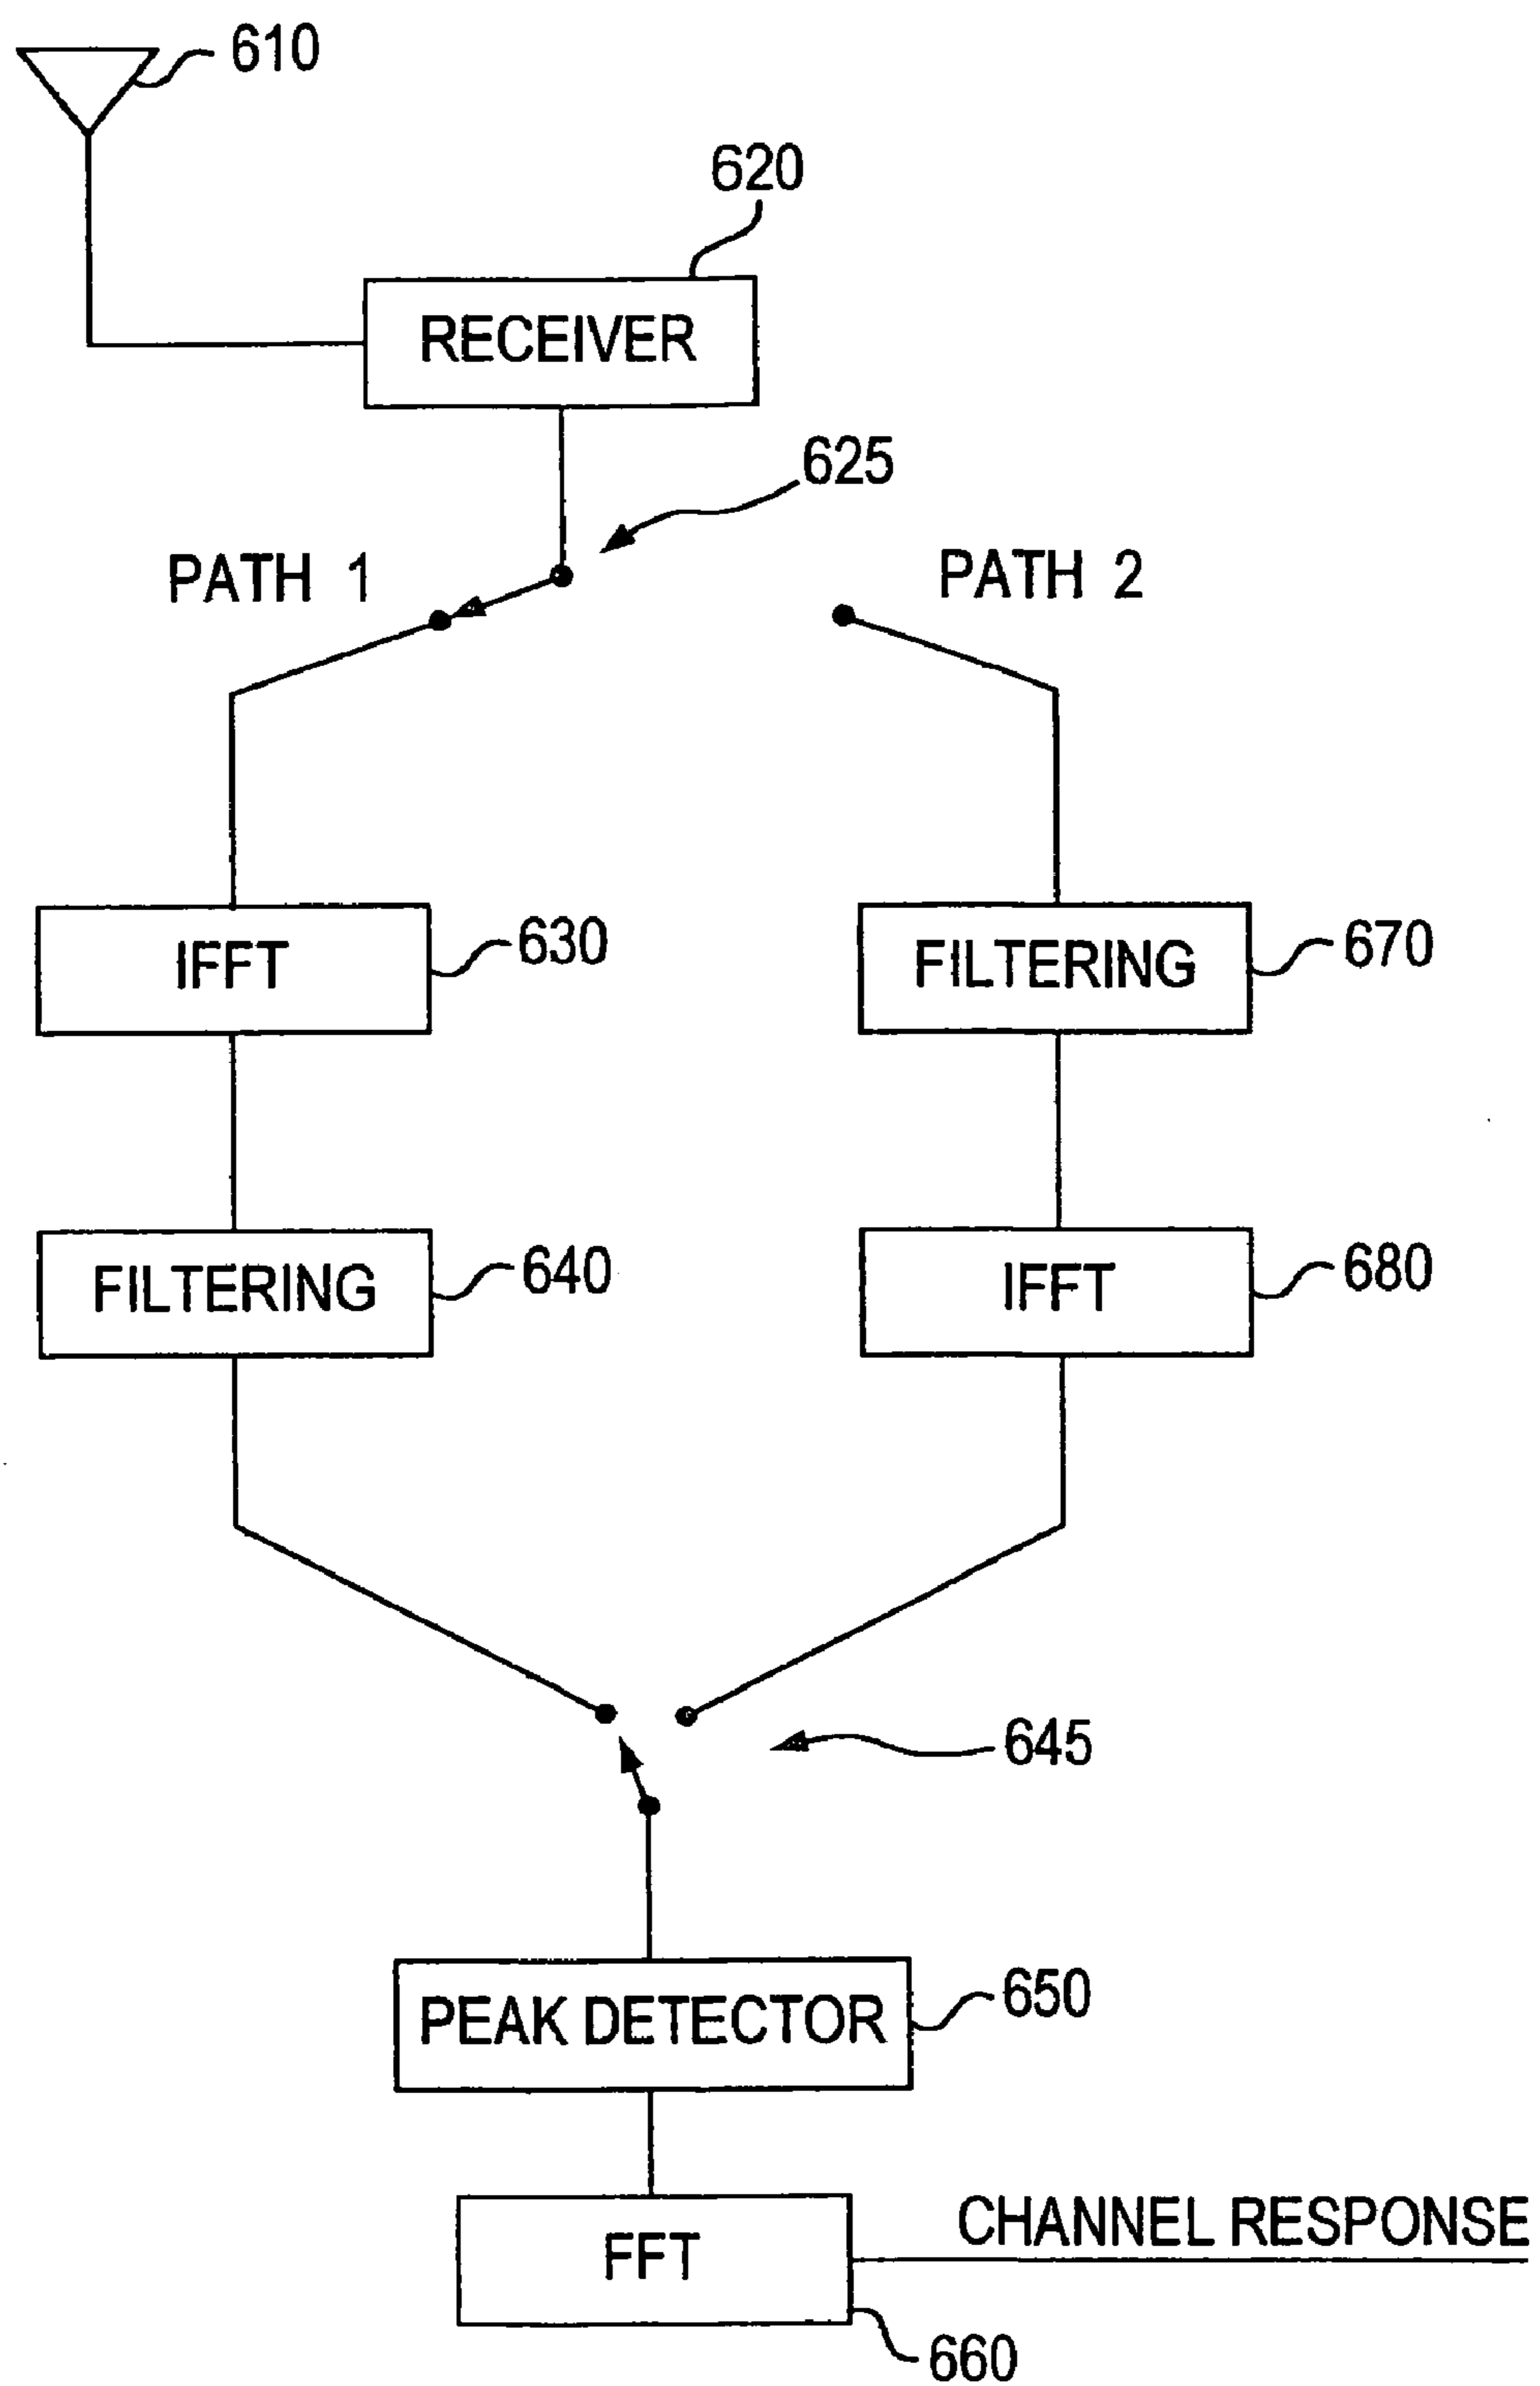 610
620
RECEIVER
625
PATH 1
PATH 2
IFFT
630
FILTERING
670
FILTERING
640
IFFT
680
645
PEAK DETECTOR
650
FFT
CHANNEL RESPONSE
660